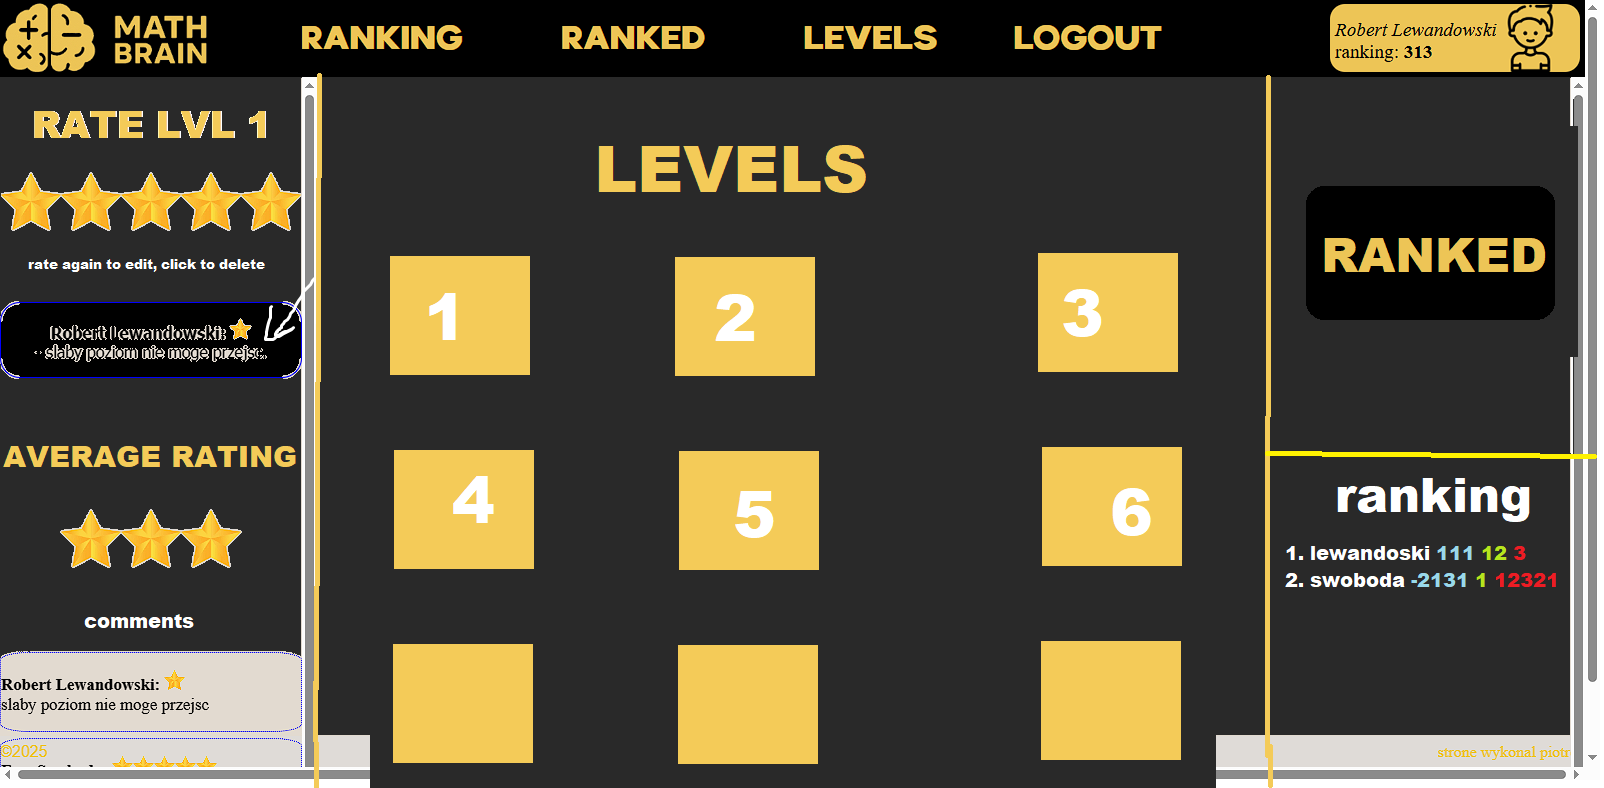 MATH
BRAIN
RANKING RANKED LEVELS LOGOUT
Robert Lewandowski
ranking: 313
RATE LVL 1
rate again to edit, click to delete
Robert Lewandowski:
slaby poziom nie moge przejsc.
AVERAGE RATING
comments
Robert Lewandowski:
slaby poziom nie moge przejsc
©2025
LEVELS
1 2 3
4 5 6
RANKED
ranking
1. lewandoski 111 12 3
2. swoboda -2131 1 12321
strone wykonal piotr